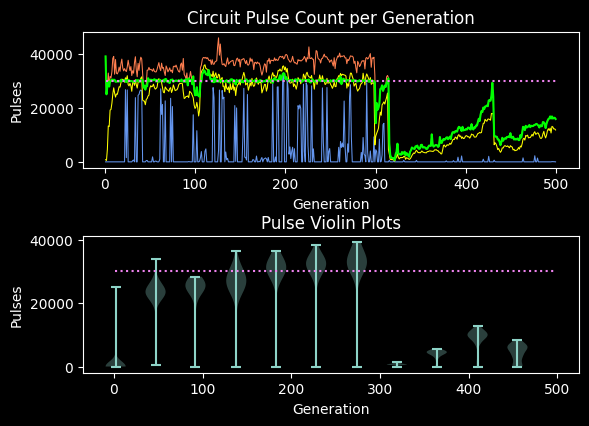 Circuit Pulse Count per Generation
40000
20000
0
Pulses
0 100 200 300 400 500
Generation
Pulse Violin Plots
40000
20000
0
Pulses
0 100 200 300 400 500
Generation